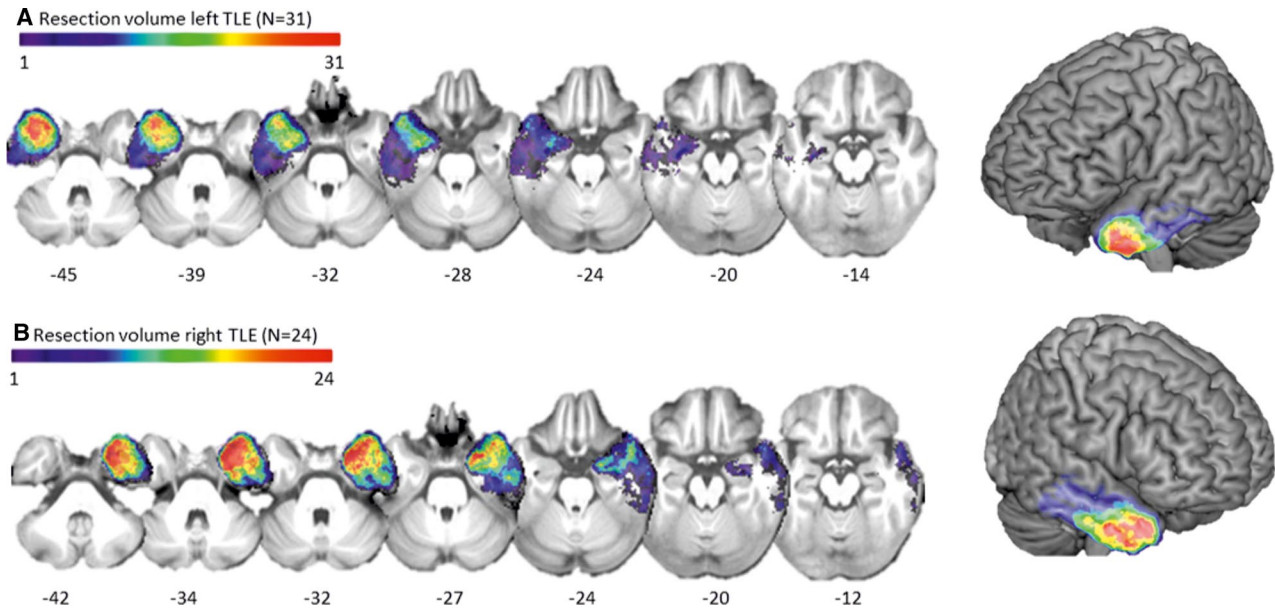 A Resection volume left TLE (N=31)
1 31
-45 -39 -32 -28 -24 -20 -14
B Resection volume right TLE (N=24)
1 24
-42 -34 -32 -27 -24 -20 -12